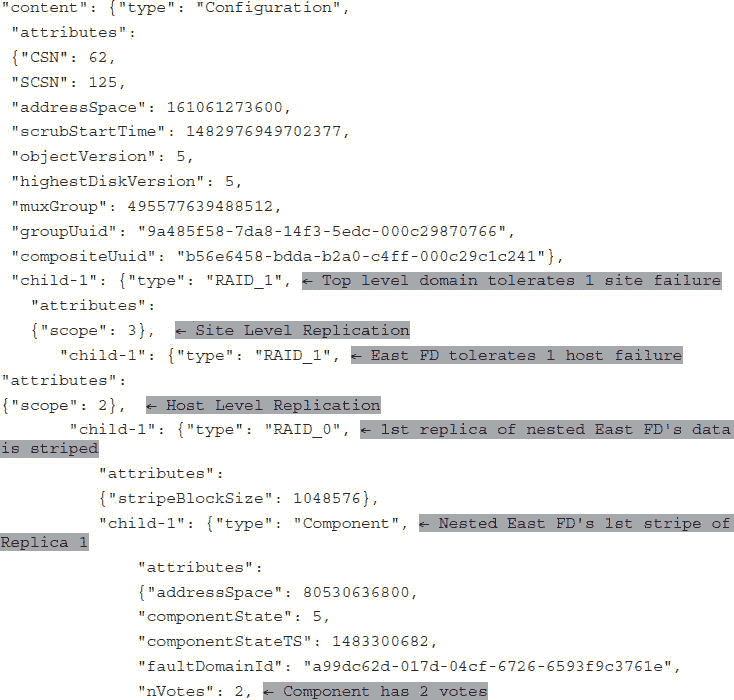 "content": {"type": "Configuration",
"attributes":
{"CSN": 62,
"SCSN": 125,
"addressSpace": 161061273600,
"scrubStartTime": 1482976949702377,
"objectVersion": 5,
"highestDiskVersion": 5,
"muxGroup": 495577639488512,
"groupUuid": "9a485f58-7da8-14f3-5edc-000c29870766",
"compositeUuid": "b56e6458-bdda-b2a0-c4ff-000c29c1c241"},
"child-1": {"type": "RAID_1", ← Top level domain tolerates 1 site failure
"attributes":
{"scope": 3}, ← Site Level Replication
"child-1": {"type": "RAID_1", ← East FD tolerates 1 host failure
"attributes":
{"scope": 2}, ← Host Level Replication
"child-1": {"type": "RAID_0", ← 1st replica of nested East FD's data
is striped
"attributes":
{"stripeBlockSize": 1048576},
"child-1": {"type": "Component", ← Nested East FD's 1st stripe of
Replica 1
"attributes":
{"addressSpace": 80530636800,
"componentState": 5,
"componentStateTS": 1483300682,
"faultDomainId": "a99dc62d-017d-04cf-6726-6593f9c3761e",
"nVotes": 2, ← Component has 2 votes